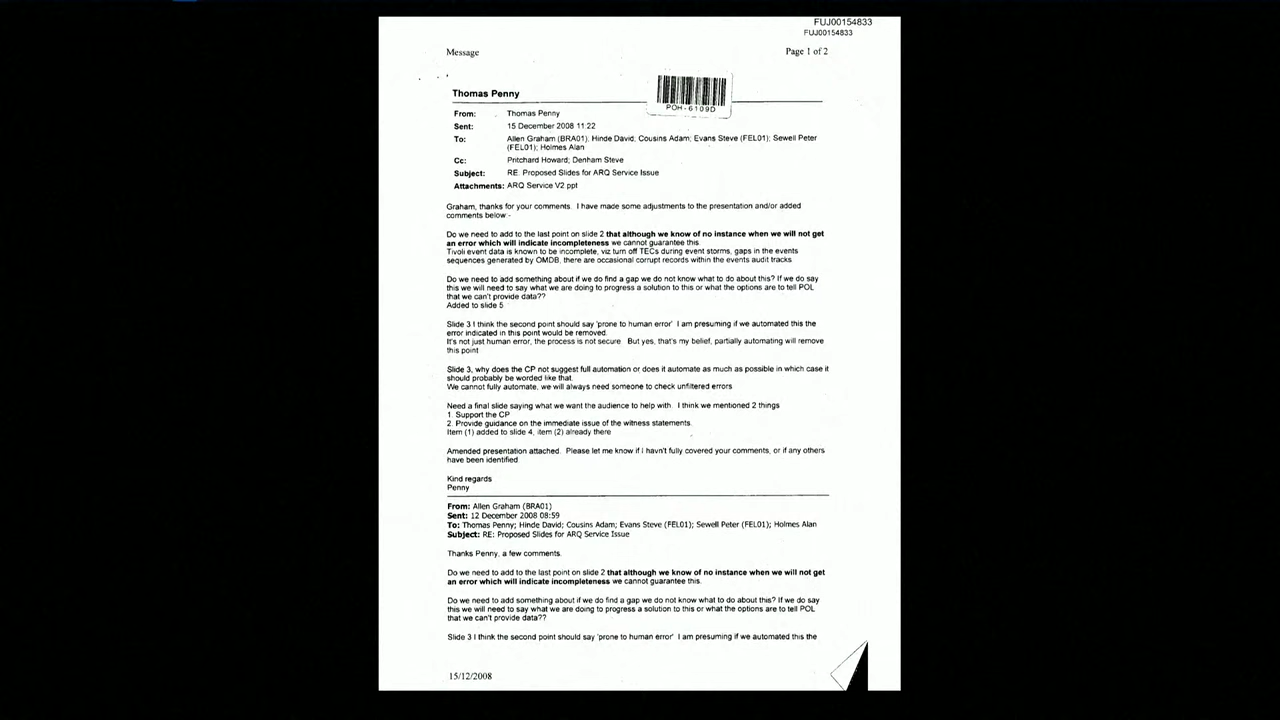 FUJ00154833
FUJ00154833
Message
Page 1 of 2
Thomas Penny
POH-6109D
From: Thomas Penny
Sent: 15 December 2008 11:22
To: Allen Graham (BRA01); Hinde David; Cousins Adam; Evans Steve (FEL01); Sewell Peter
(FEL01); Holmes Alan
Cc: Pritchard Howard; Denham Steve
Subject: RE. Proposed Slides for ARQ Service Issue
Attachments: ARQ Service V2 ppt
Graham, thanks for your comments. I have made some adjustments to the presentation and/or added
comments below -
Do we need to add to the last point on slide 2 that although we know of no instance when we will not get
an error which will indicate incompleteness we cannot guarantee this
Tivoli event data is known to be incomplete, viz turn off TECs during event storms, gaps in the events
sequences generated by OMDB, there are occasional corrupt records within the events audit tracks
Do we need to add something about if we do find a gap we do not know what to do about this? If we do say
this we will need to say what we are doing to progress a solution to this or what the options are to tell POL
that we can't provide data??
Added to slide 5
Slide 3 I think the second point should say 'prone to human error' I am presuming if we automated this the
error indicated in this point would be removed.
It's not just human error, the process is not secure But yes, that's my belief, partially automating will remove
this point
Slide 3, why does the CP not suggest full automation or does it automate as much as possible in which case it
should probably be worded like that.
We cannot fully automate, we will always need someone to check unfiltered errors
Need a final slide saying what we want the audience to help with. I think we mentioned 2 things
1. Support the CP
2. Provide guidance on the immediate issue of the witness statements.
Item (1) added to slide 4, item (2) already there
Amended presentation attached. Please let me know if I havn't fully covered your comments, or if any others
have been identified
Kind regards
Penny
From: Allen Graham (BRA01)
Sent: 12 December 2008 08:59
To: Thomas Penny; Hinde David; Cousins Adam; Evans Steve (FEL01); Sewell Peter (FEL01); Holmes Alan
Subject: RE: Proposed Slides for ARQ Service Issue
Thanks Penny, a few comments.
Do we need to add to the last point on slide 2 that although we know of no instance when we will not get
an error which will indicate incompleteness we cannot guarantee this.
Do we need to add something about if we do find a gap we do not know what to do about this? If we do say
this we will need to say what we are doing to progress a solution to this or what the options are to tell POL
that we can't provide data??
Slide 3 I think the second point should say 'prone to human error' I am presuming if we automated this the
15/12/2008